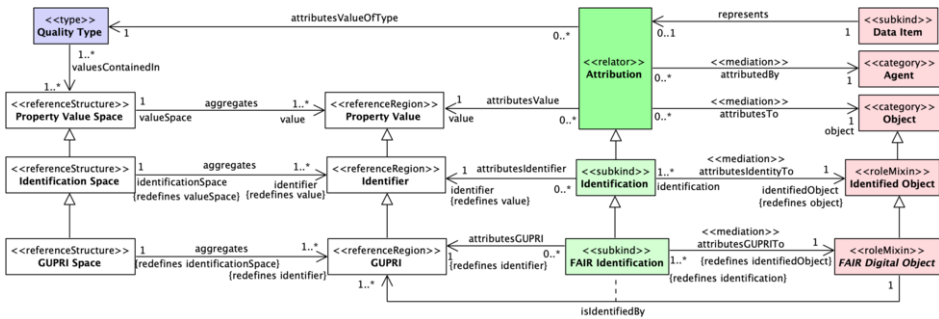 <<type>>
Quality Type
attributesValueOfType
1
0..*
represents
0..1
1
<<subkind>>
Data Item
1..*
valuesContainedIn
1..*
<<relator>>
Attribution
<<mediation>>
attributedBy
0..*
1
<<category>>
Agent
<<referenceStructure>>
Property Value Space
1
valueSpace
aggregates
1..*
value
<<referenceRegion>>
Property Value
1
value
attributesValue
0..*
<<mediation>>
attributesTo
0..*
1
object
<<category>>
Object
<<referenceStructure>>
Identification Space
1
identificationSpace
{redefines valueSpace}
aggregates
1..*
identifier
{redefines value}
<<referenceRegion>>
Identifier
1
identifier
{redefines value}
attributesIdentifier
0..*
<<subkind>>
Identification
1..*
identification
<<mediation>>
attributesIdentityTo
1
identifiedObject
{redefines object}
<<roleMixin>>
Identified Object
<<referenceStructure>>
GUPRI Space
1
{redefines identificationSpace}
aggregates
1..*
{redefines identifier}
<<referenceRegion>>
GUPRI
1
{redefines identifier}
attributesGUPRI
0..*
<<subkind>>
FAIR Identification
1..*
{redefines identification}
<<mediation>>
attributesGUPRITo
1
{redefines identifiedObject}
<<roleMixin>>
FAIR Digital Object
1..*
1
isIdentifiedBy